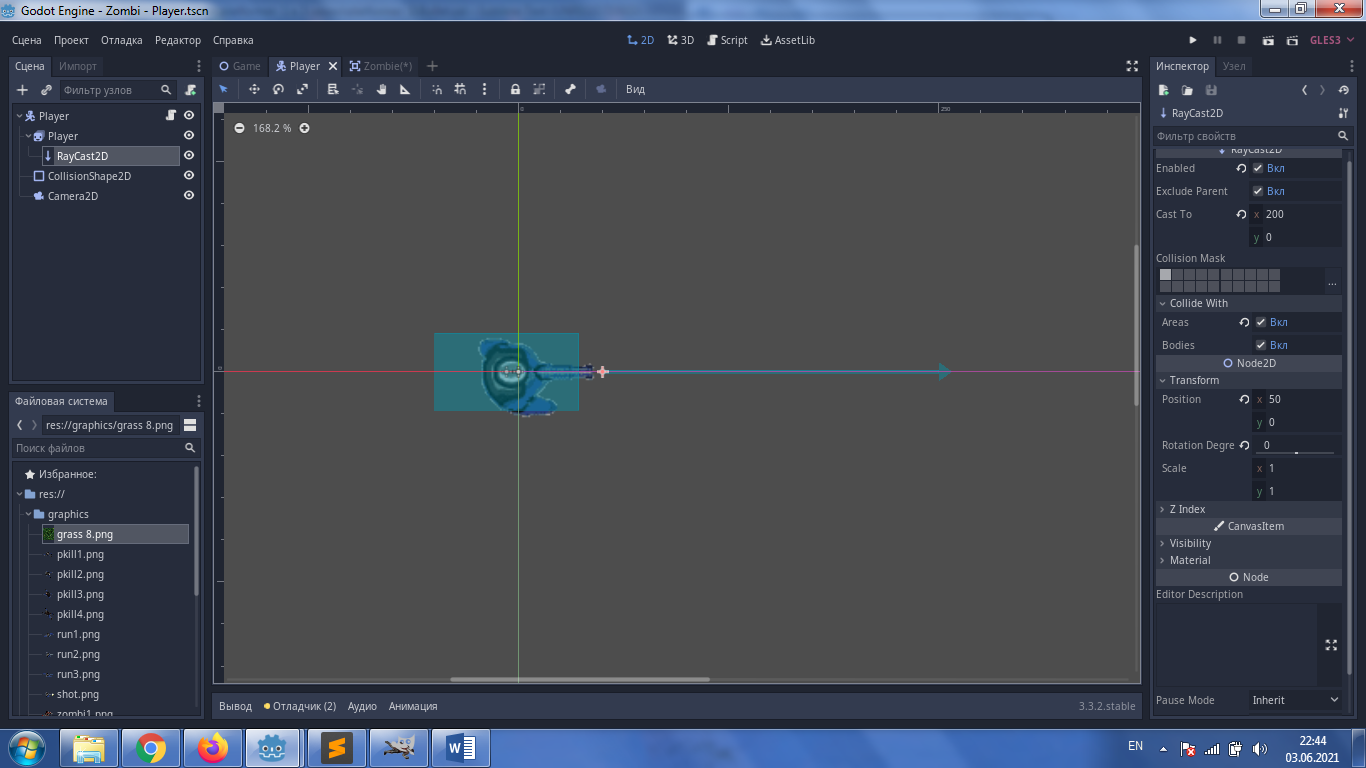 Godot Engine - Zombi - Player.tscn
Сцена Проект Отладка Редактор Справка
2D 3D Script AssetLib
GLES3
Сцена Импорт
Game Player Zombie(*)
Инспектор Узел
Фильтр узлов
Вид
Player
Player
RayCast2D
CollisionShape2D
Camera2D
168.2 %
0
250
0
RayCast2D
Фильтр свойств
RayCast2D
Enabled Вкл
Exclude Parent Вкл
Cast To x 200
y 0
Collision Mask
...
Collide With
Areas Вкл
Bodies Вкл
Node2D
Transform
Position x 50
y 0
Rotation Degre 0
Scale x 1
y 1
Z Index
CanvasItem
Visibility
Material
Node
Editor Description
Pause Mode Inherit
Файловая система
res://graphics/grass 8.png
Поиск файлов
Избранное:
res://
graphics
grass 8.png
pkill1.png
pkill2.png
pkill3.png
pkill4.png
run1.png
run2.png
run3.png
shot.png
zombi1.png
Вывод Отладчик (2) Аудио Анимация
3.3.2.stable
EN
22:44
03.06.2021